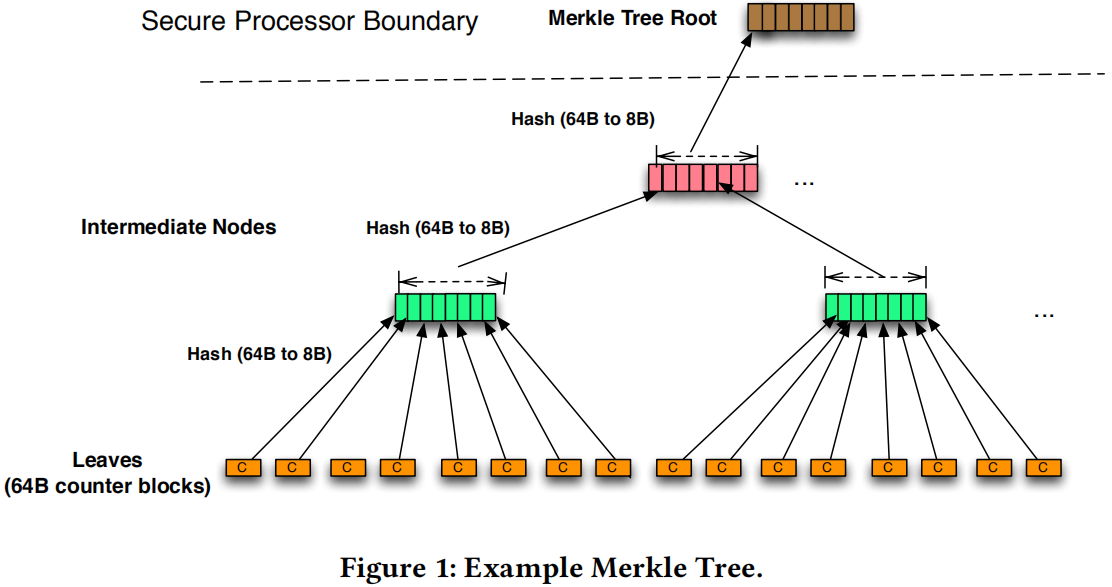 Secure Processor Boundary
Merkle Tree Root
Hash (64B to 8B)
...
Intermediate Nodes
Hash (64B to 8B)
...
Hash (64B to 8B)
Leaves
(64B counter blocks)
C C C C C C C C C C C C C C C C
Figure 1: Example Merkle Tree.